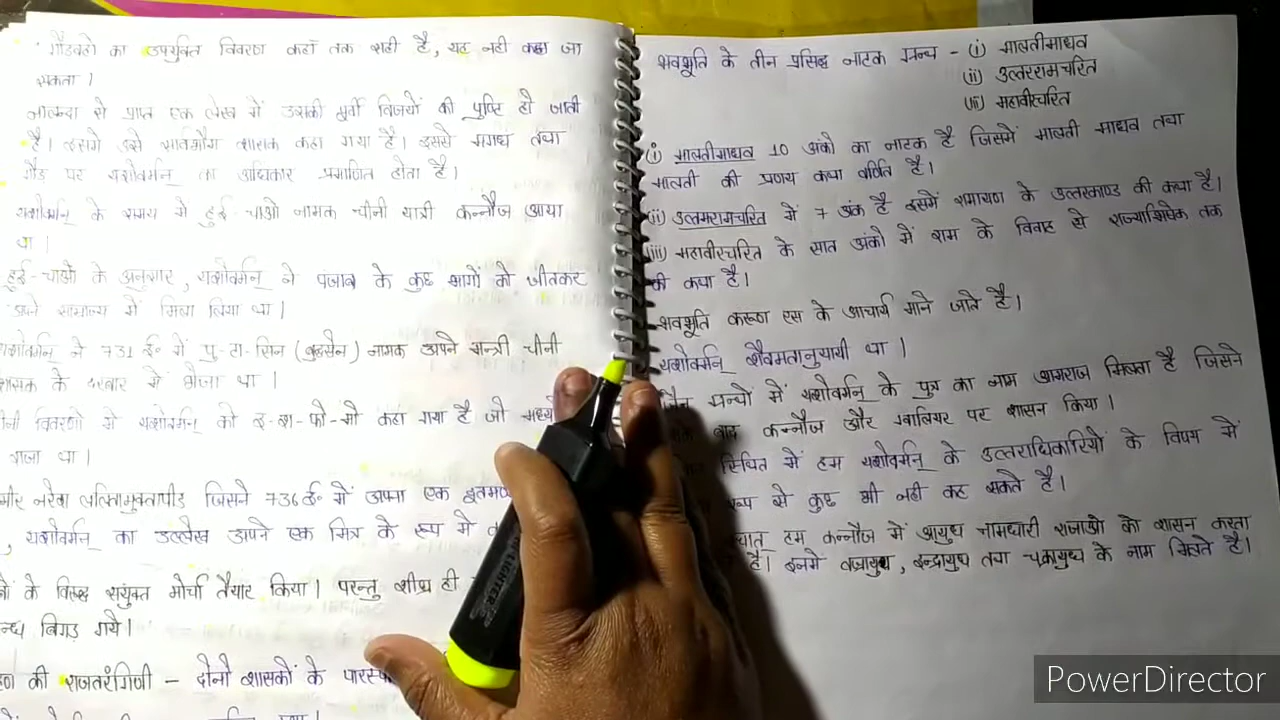 गौडवहो का उपर्युक्त विवरण कहाँ तक सही है, यह नही कहा जा
सकता।
नालन्दा से प्राप्त एक लेख में उसकी पूर्वी विजयों की पुष्टि हो जाती
है। इसमे उसे सार्वभौम शासक कहा गया है। इससे मगध तथा
गौड पर यशोवर्मन् का अधिकार प्रमाणित होता है।
यशोवर्मन् के समय मे हुई-चाओ नामक चीनी यात्री कन्नौज आया
था।
हुई-चाओ के अनुसार, यशोवर्मन् ने पंजाब के कुछ भागों को जीतकर
अपने साम्राज्य में मिला लिया था।
यशोवर्मन् ने 731 ई० में पु-टा-सिन (बुद्धसेन) नामक अपने मन्त्री चीनी
शासक के दरबार में भेजा था।
विवरणो से यशोवर्मन् को इ-श-फो-मो कहा गया है जो मध्य
राजा था।
नरेश ललितामुक्तापीड जिसने 736 ई० में अपना एक दूतमण्
, यशोवर्मन् का उल्लेख अपने एक मित्र के रूप मे
के विरूद्ध संयुक्त मोर्चा तैयार किया। परन्तु शीघ्र ही
बिगड़ गये।
की राजतरंगिणी – दोनो शासकों के
भवभूति के तीन प्रसिद्ध नाटक ग्रन्थ – (i) मालतीमाधव
(ii) उत्तररामचरित
(iii) महावीरचरित
(i) मालतीमाधव 10 अंको का नाटक है जिसमें मालती माधव तथा
मालती की प्रणय कथा वर्णित है।
(ii) उत्तमरामचरित में 7 अंक है इसमें रामायण के उत्तरकाण्ड की कथा है।
(iii) महावीरचरित के सात अंको में राम के विवाह से राज्याभिषेक तक
की कथा है।
भवभूति करूण रस के आचार्य माने जाते है।
यशोवर्मन् शैवमतानुयायी था।
जैन ग्रन्थों में यशोवर्मन् के पुत्र का नाम आमराज मिलता है जिसने
बाद कन्नौज और ग्वालियर पर शासन किया।
स्थित में हम यशोवर्मन् के उत्तराधिकारियों के विषय में
रूप से कुछ भी नही कह सकते है।
हम कन्नौज में आयुध नामधारी राजाओ को शासन करता
है। इनमें वज्रायुध, इन्द्रायुध तथा चक्रायुध के नाम मिलते है।
PowerDirector